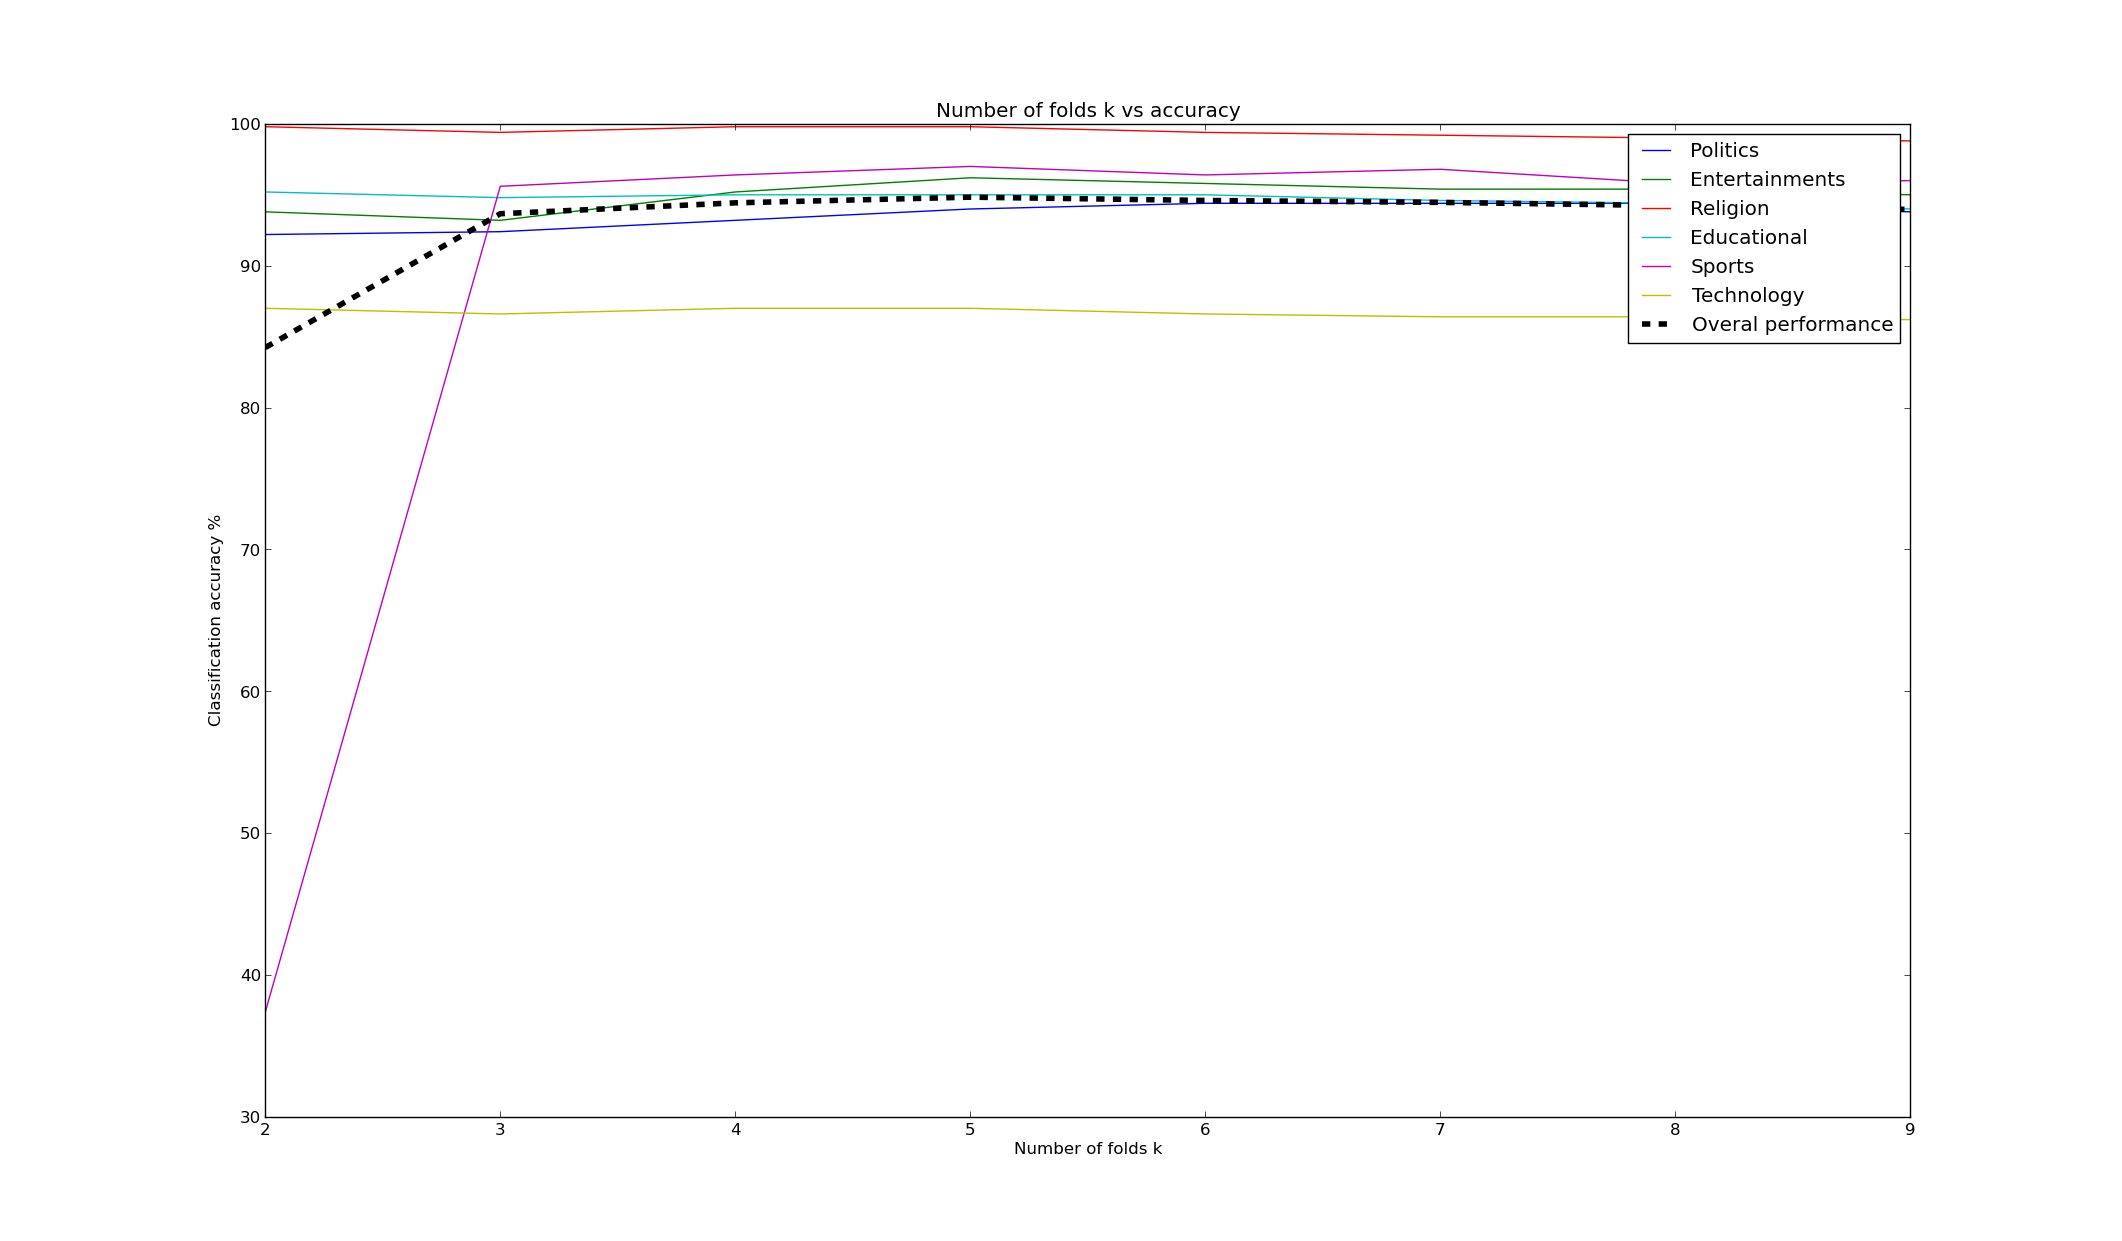 Number of folds k vs accuracy
100
90
80
70
60
50
40
30
Classification accuracy %
Politics
Entertainments
Religion
Educational
Sports
Technology
Overal performance
2 3 4 5 6 7 8 9
Number of folds k